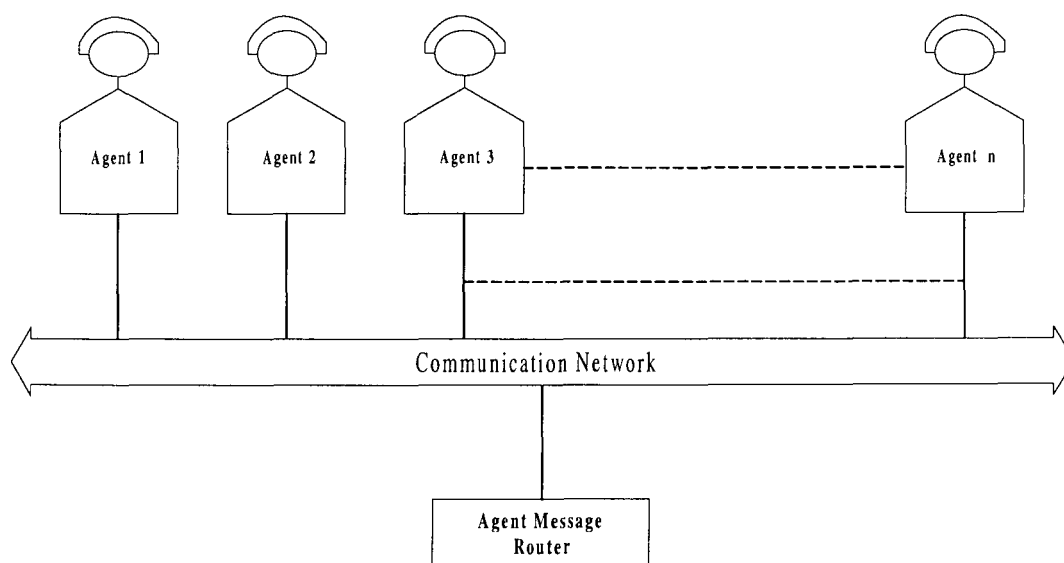 Agent 1
Agent 2
Agent 3
Agent n
Communication Network
Agent Message
Router